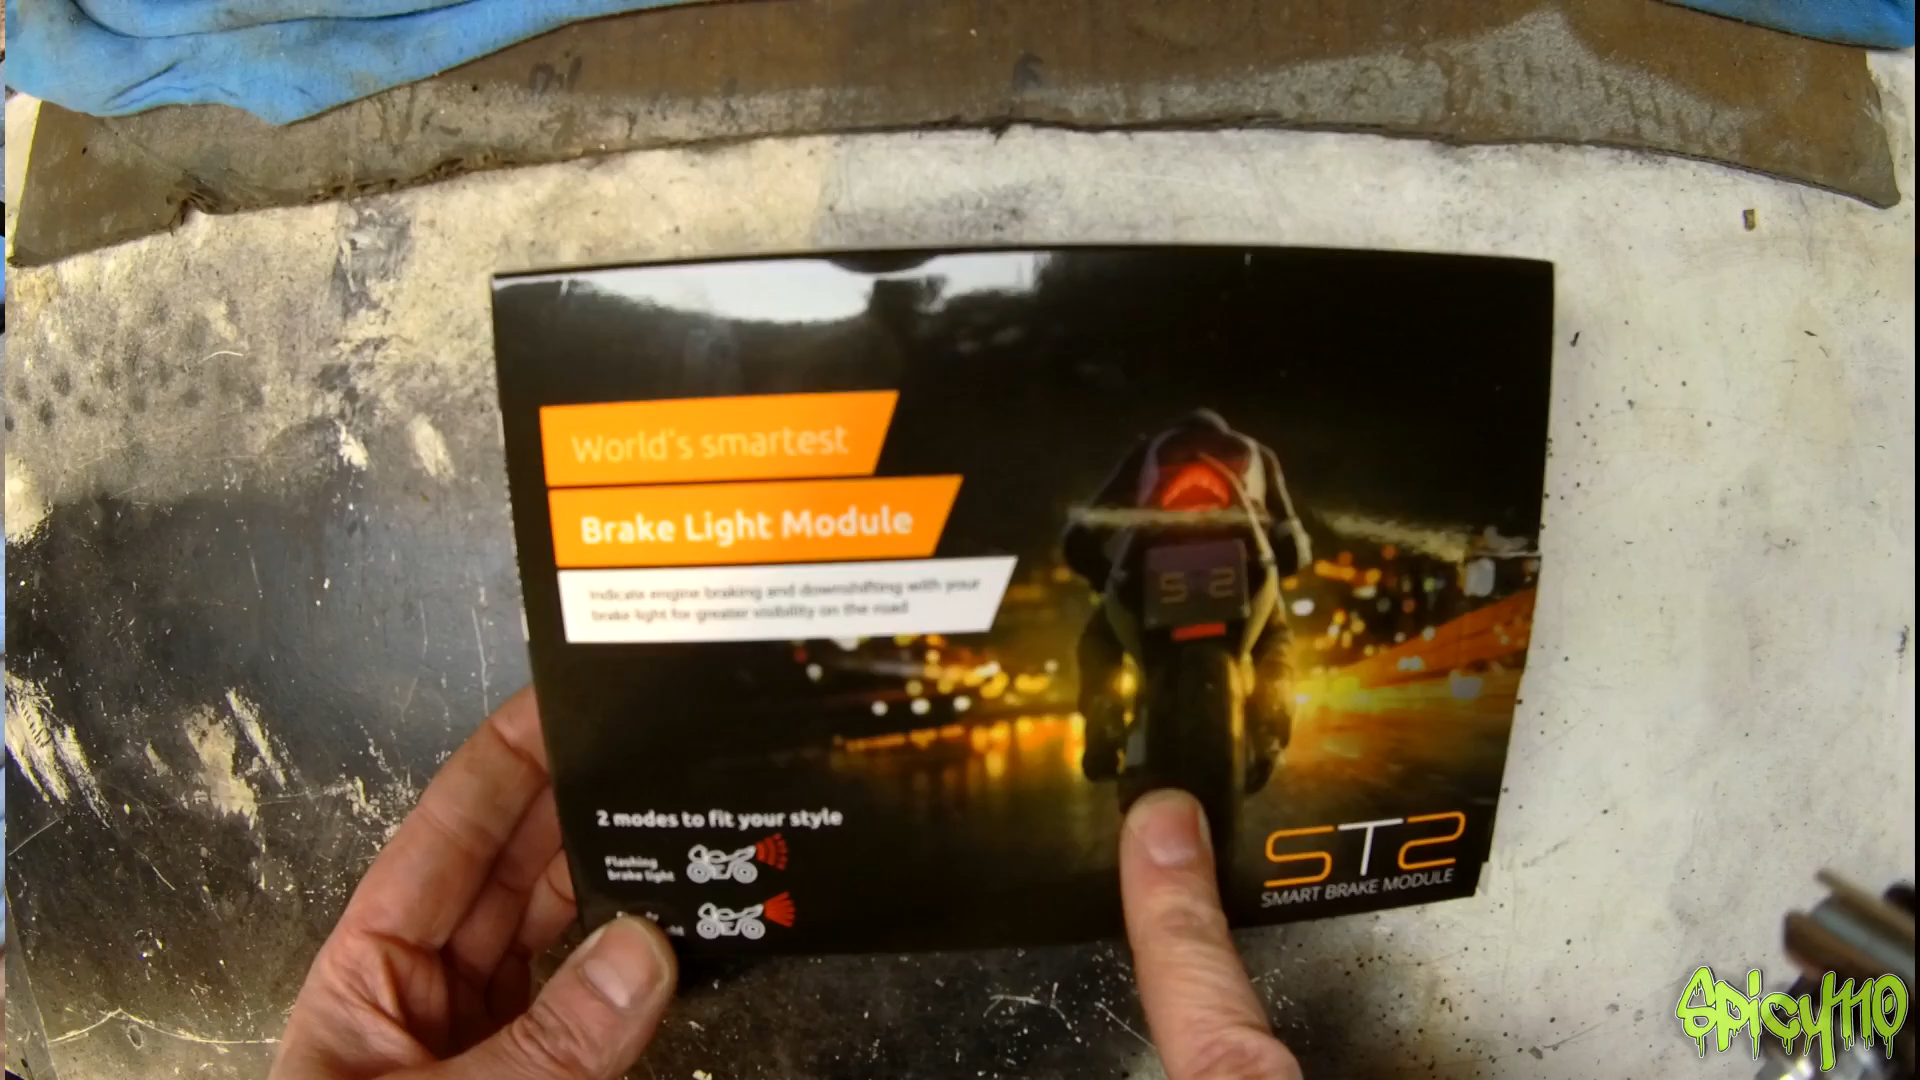 World's smartest
Brake Light Module
Indicate engine braking and downshifting with your
brake light for greater visibility on the road
2 modes to fit your style
Flashing
brake light
ST2
SMART BRAKE MODULE
Spicy110